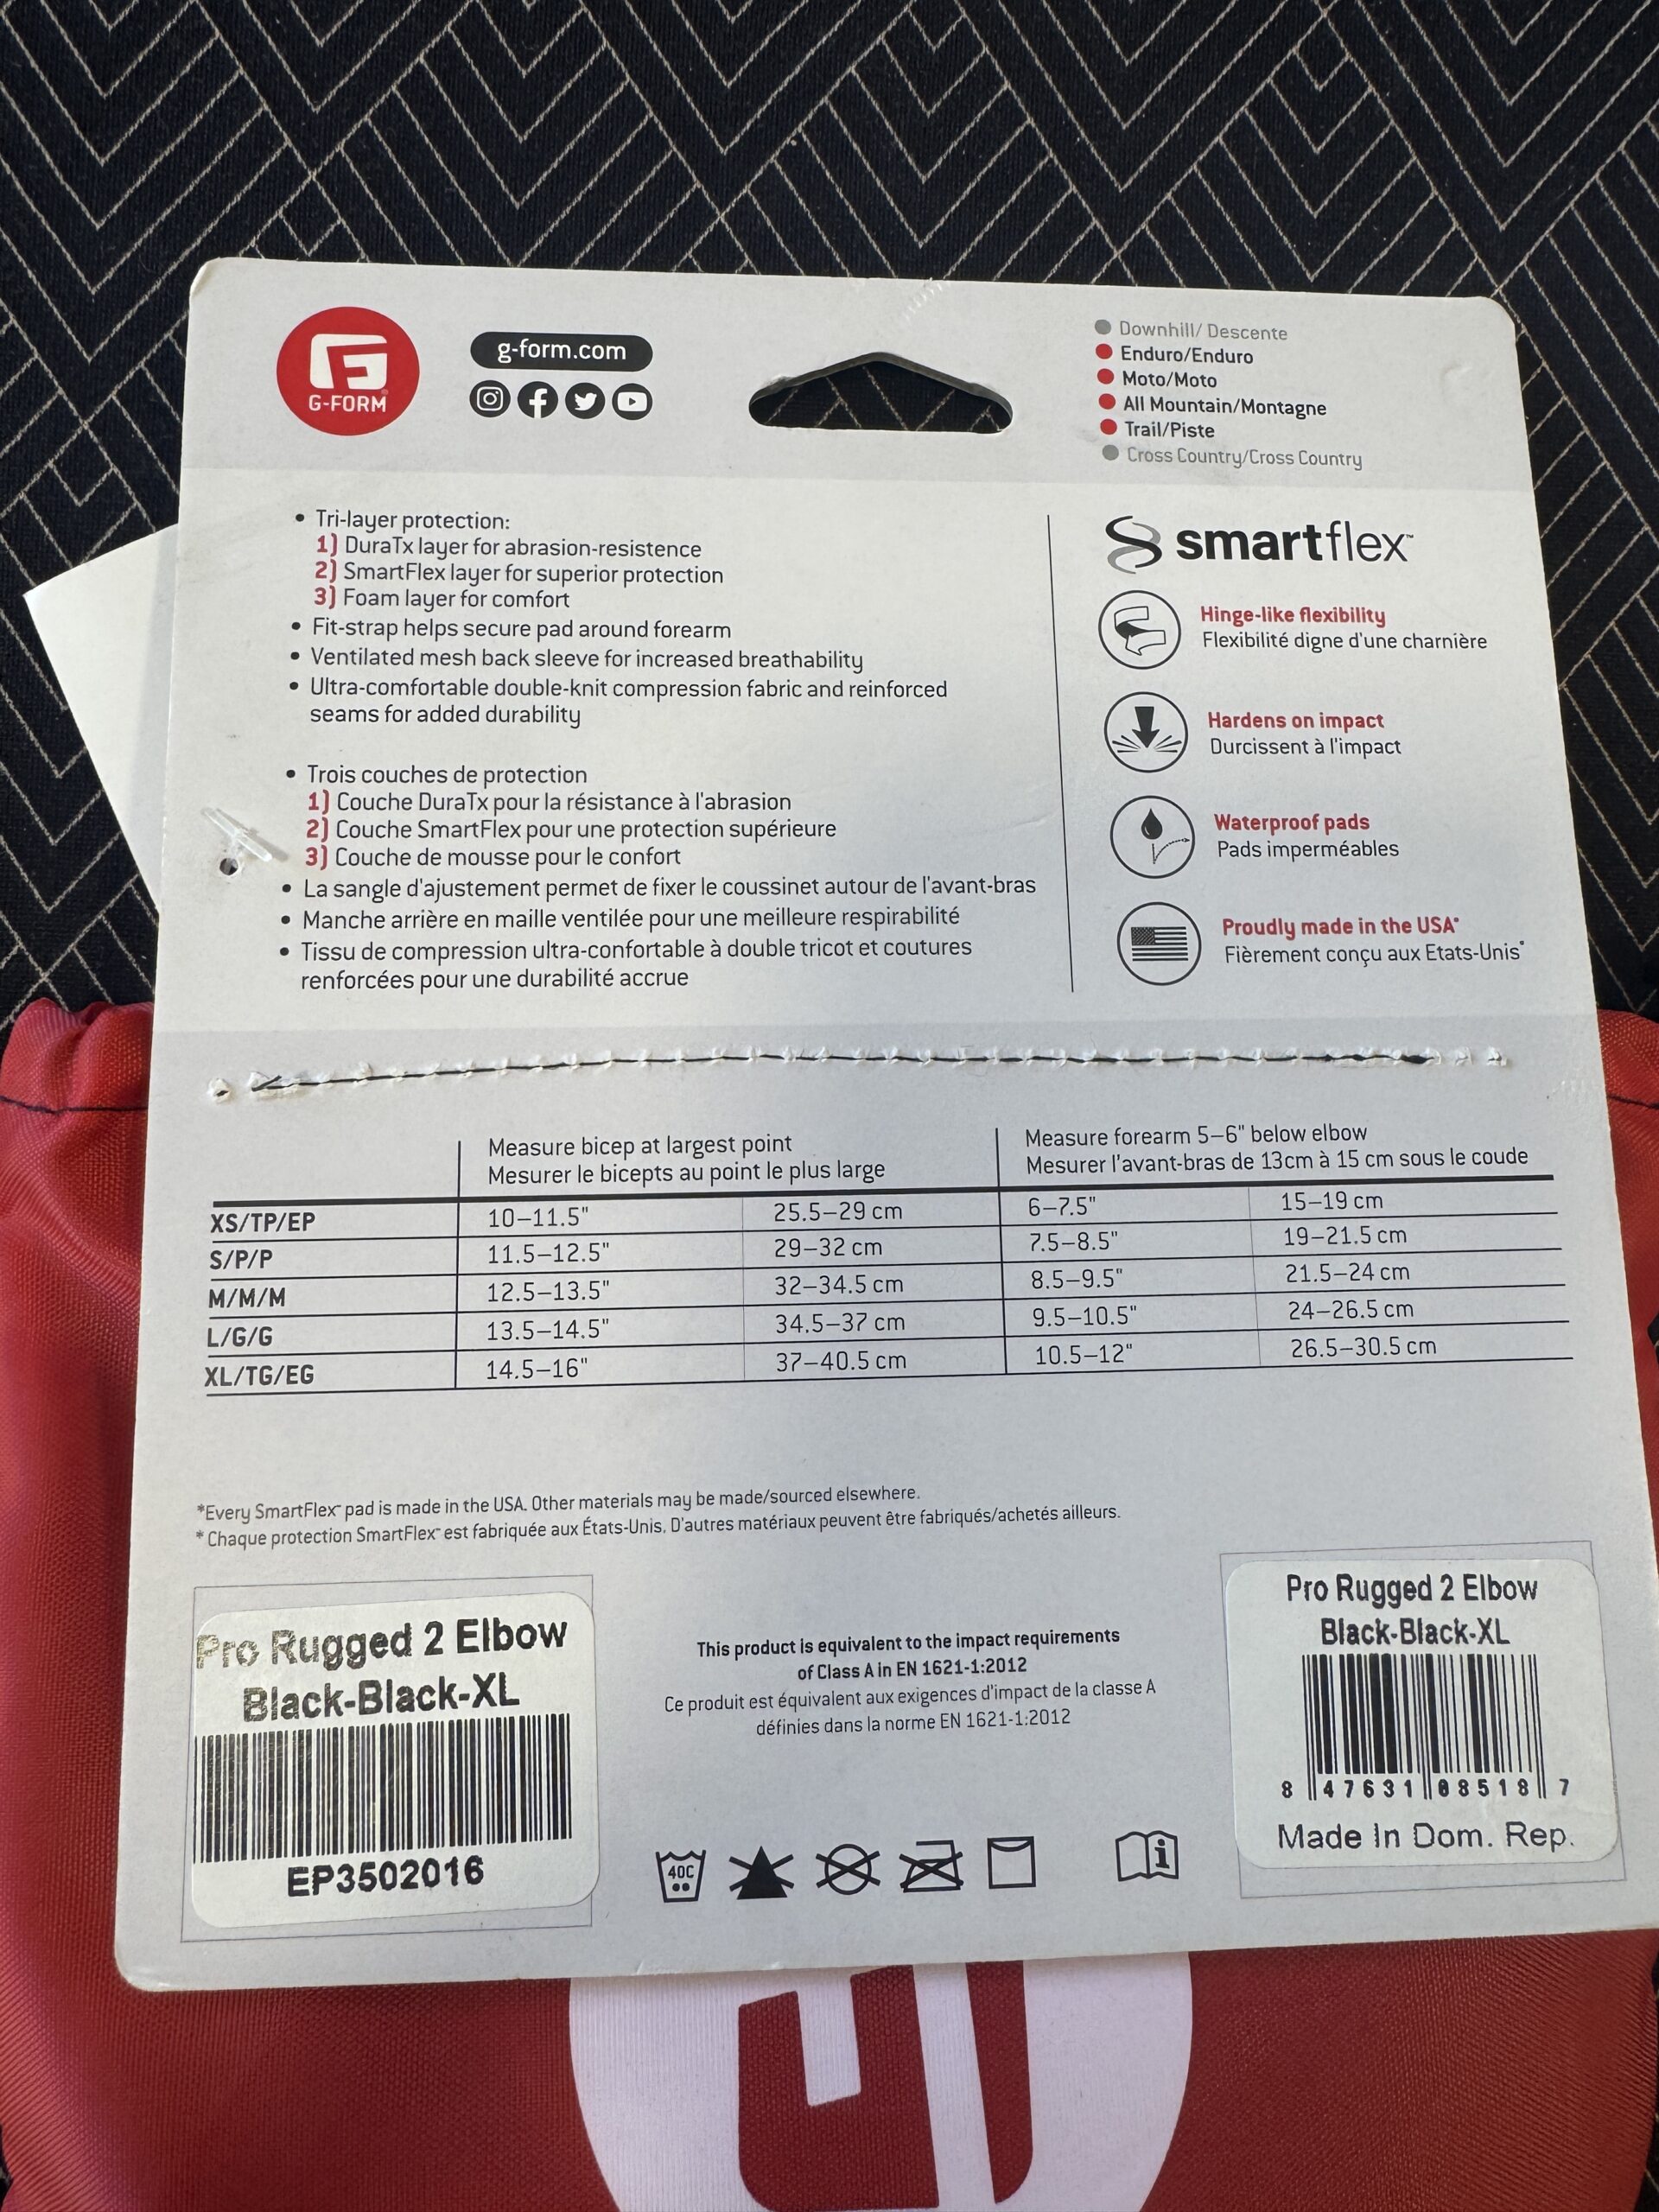 G-FORM
g-form.com
Downhill/ Descente
Enduro/Enduro
Moto/Moto
All Mountain/Montagne
Trail/Piste
Cross Country/Cross Country
• Tri-layer protection:
1) DuraTx layer for abrasion-resistence
2) SmartFlex layer for superior protection
3) Foam layer for comfort
• Fit-strap helps secure pad around forearm
• Ventilated mesh back sleeve for increased breathability
• Ultra-comfortable double-knit compression fabric and reinforced
seams for added durability
• Trois couches de protection
1) Couche DuraTx pour la résistance à l'abrasion
2) Couche SmartFlex pour une protection supérieure
3) Couche de mousse pour le confort
• La sangle d'ajustement permet de fixer le coussinet autour de l'avant-bras
• Manche arrière en maille ventilée pour une meilleure respirabilité
• Tissu de compression ultra-confortable à double tricot et coutures
renforcées pour une durabilité accrue
smartflex™
Hinge-like flexibility
Flexibilité digne d'une charnière
Hardens on impact
Durcissent à l'impact
Waterproof pads
Pads imperméables
Proudly made in the USA*
Fièrement conçu aux Etats-Unis*
Measure bicep at largest point
Mesurer le bicepts au point le plus large
Measure forearm 5–6" below elbow
Mesurer l'avant-bras de 13cm à 15 cm sous le coude
XS/TP/EP 10–11.5" 25.5–29 cm 6–7.5" 15–19 cm
S/P/P 11.5–12.5" 29–32 cm 7.5–8.5" 19–21.5 cm
M/M/M 12.5–13.5" 32–34.5 cm 8.5–9.5" 21.5–24 cm
L/G/G 13.5–14.5" 34.5–37 cm 9.5–10.5" 24–26.5 cm
XL/TG/EG 14.5–16" 37–40.5 cm 10.5–12" 26.5–30.5 cm
*Every SmartFlex™ pad is made in the USA. Other materials may be made/sourced elsewhere.
* Chaque protection SmartFlex™ est fabriquée aux États-Unis. D'autres matériaux peuvent être fabriqués/achetés ailleurs.
Pro Rugged 2 Elbow
Black-Black-XL
EP3502016
This product is equivalent to the impact requirements
of Class A in EN 1621-1:2012
Ce produit est équivalent aux exigences d'impact de la classe A
définies dans la norme EN 1621-1:2012
40C
Pro Rugged 2 Elbow
Black-Black-XL
8 47631 08518 7
Made In Dom. Rep.